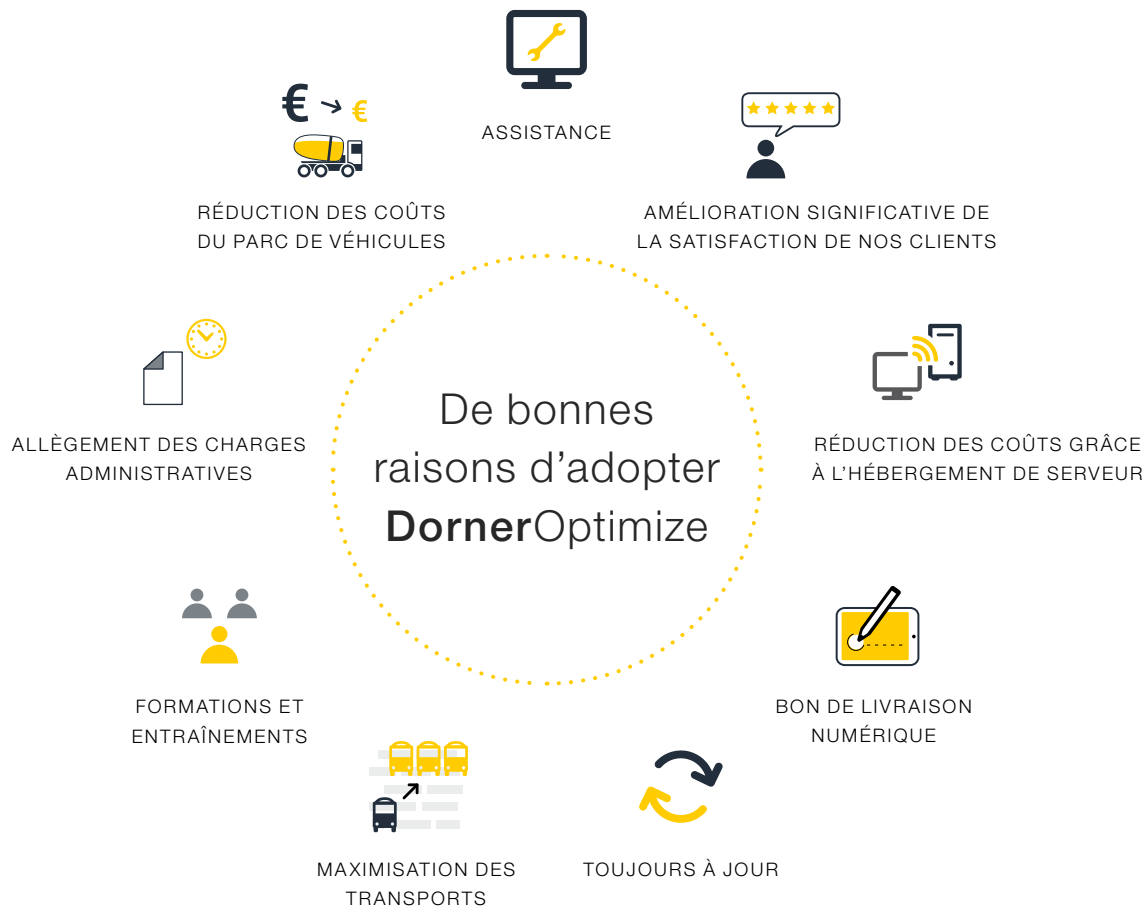 ASSISTANCE
RÉDUCTION DES COÛTS
DU PARC DE VÉHICULES
AMÉLIORATION SIGNIFICATIVE DE
LA SATISFACTION DE NOS CLIENTS
ALLÈGEMENT DES CHARGES
ADMINISTRATIVES
De bonnes
raisons d’adopter
DornerOptimize
RÉDUCTION DES COÛTS GRÂCE
À L’HÉBERGEMENT DE SERVEUR
FORMATIONS ET
ENTRAÎNEMENTS
BON DE LIVRAISON
NUMÉRIQUE
MAXIMISATION DES
TRANSPORTS
TOUJOURS À JOUR